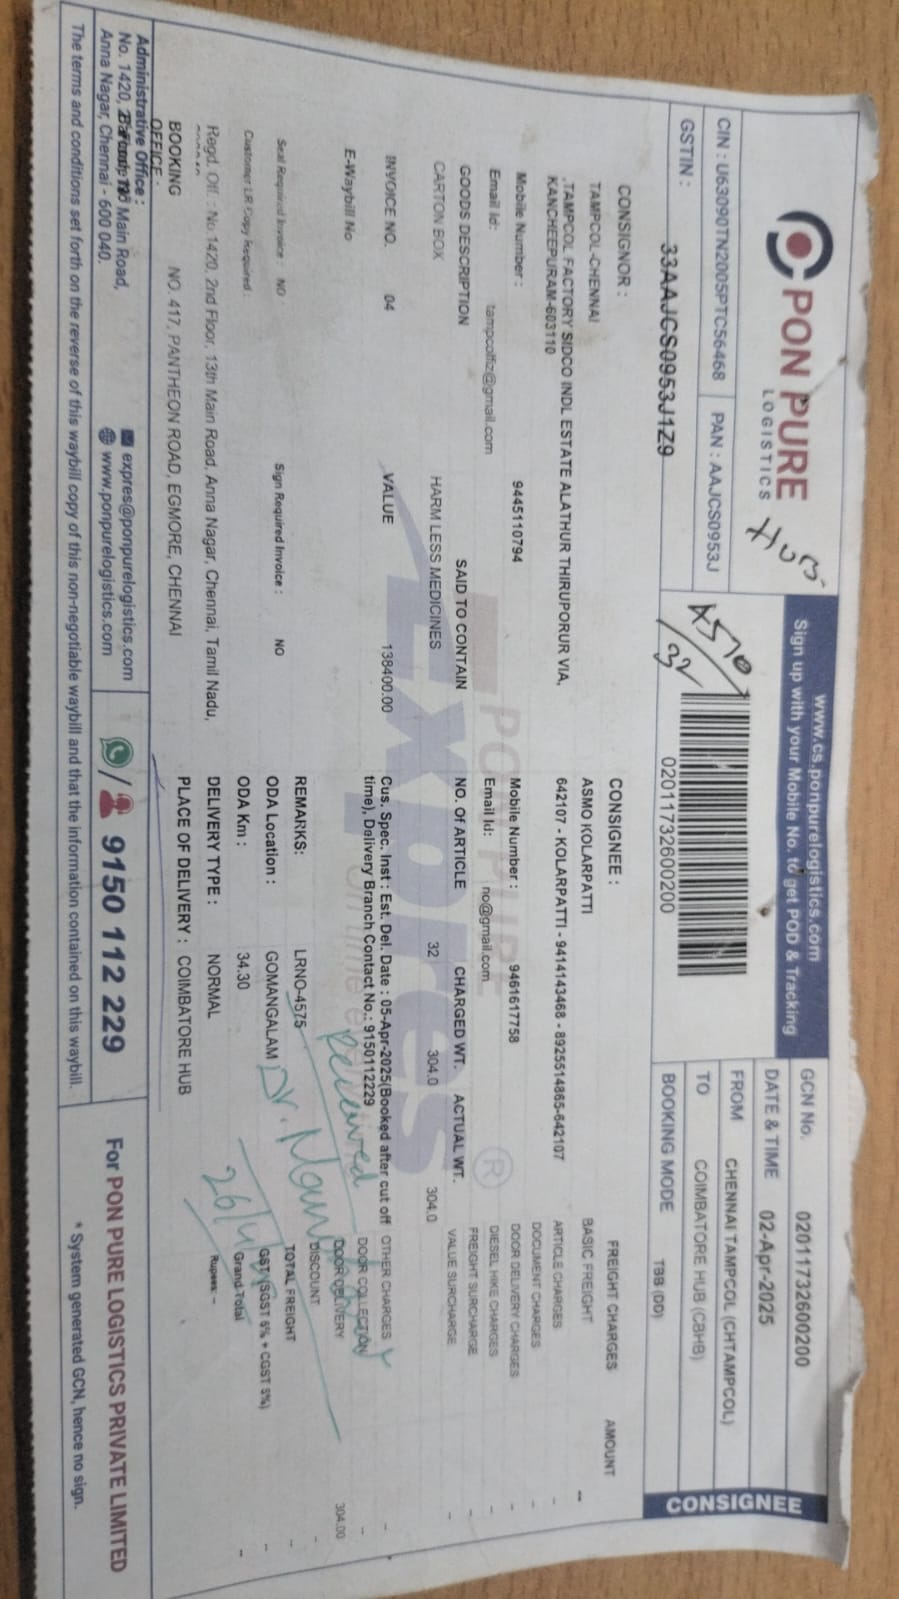 PON PURE
LOGISTICS
HUB
www.cs.ponpurelogistics.com
Sign up with your Mobile No. to get POD & Tracking
CIN : U63090TN2005PTC56468 PAN : AAJCS0953J
GSTIN : 33AAJCS0953J1Z9
4570/32
02011732600200
GCN No. 02011732600200
DATE & TIME 02-Apr-2025
FROM CHENNAI TAMPCOL (CHTAMPCOL)
TO COIMBATORE HUB (CBHB)
BOOKING MODE TBB (DD)
CONSIGNEE
CONSIGNOR :
TAMPCOL-CHENNAI
,TAMPCOL FACTORY SIDCO INDL ESTATE ALATHUR THIRUPORUR VIA,
KANCHEEPURAM-603110
Mobile Number : 9445110794
Email Id: tampcolfiz@gmail.com
CONSIGNEE :
ASMO KOLARPATTI
642107 - KOLARPATTI - 9414143468 - 8925514865-642107
Mobile Number : 9461617758
Email Id: no@gmail.com
GOODS DESCRIPTION SAID TO CONTAIN NO. Of ARTICLE CHARGED WT. ACTUAL WT.
CARTON BOX HARM LESS MEDICINES 32 304.0 304.0
INVOICE NO. 04 VALUE 138400.00
E-Waybill No
Cus. Spec. Inst : Est. Del. Date : 05-Apr-2025(Booked after cut off
time), Delivery Branch Contact No.: 9150112229
Seal Required Invoice : NO Sign Required Invoice : NO
Customer LR Copy Required :
REMARKS: LRNO-4575
ODA Location : GOMANGALAM
ODA Km : 34.30
DELIVERY TYPE : NORMAL
PLACE OF DELIVERY : COIMBATORE HUB
Regd. Off. : No 1420, 2nd Floor, 13th Main Road, Anna Nagar, Chennai, Tamil Nadu,
BOOKING OFFICE : NO. 417, PANTHEON ROAD, EGMORE, CHENNAI
FREIGHT CHARGES AMOUNT
BASIC FREIGHT --
ARTICLE CHARGES -
DOCUMENT CHARGES -
DOOR DELIVERY CHARGES -
DIESEL HIKE CHARGES -
FREIGHT SURCHARGE -
VALUE SURCHARGE -
OTHER CHARGES -
DOOR COLLECTION -
DOOR DELIVERY 304.00
DISCOUNT -
TOTAL FREIGHT -
GST (SGST 5% + CGST 5%) -
Grand Total --
Rupees: --
Received
PON PURE
Expres
®
Administrative Office :
No. 1420, 13th Main Road,
Anna Nagar, Chennai - 600 040.
expres@ponpurelogistics.com
www.ponpurelogistics.com
/ 9150 112 229
For PON PURE LOGISTICS PRIVATE LIMITED
The terms and conditions set forth on the reverse of this waybill copy of this non-negotiable waybill and that the information contained on this waybill.
* System generated GCN, hence no sign.